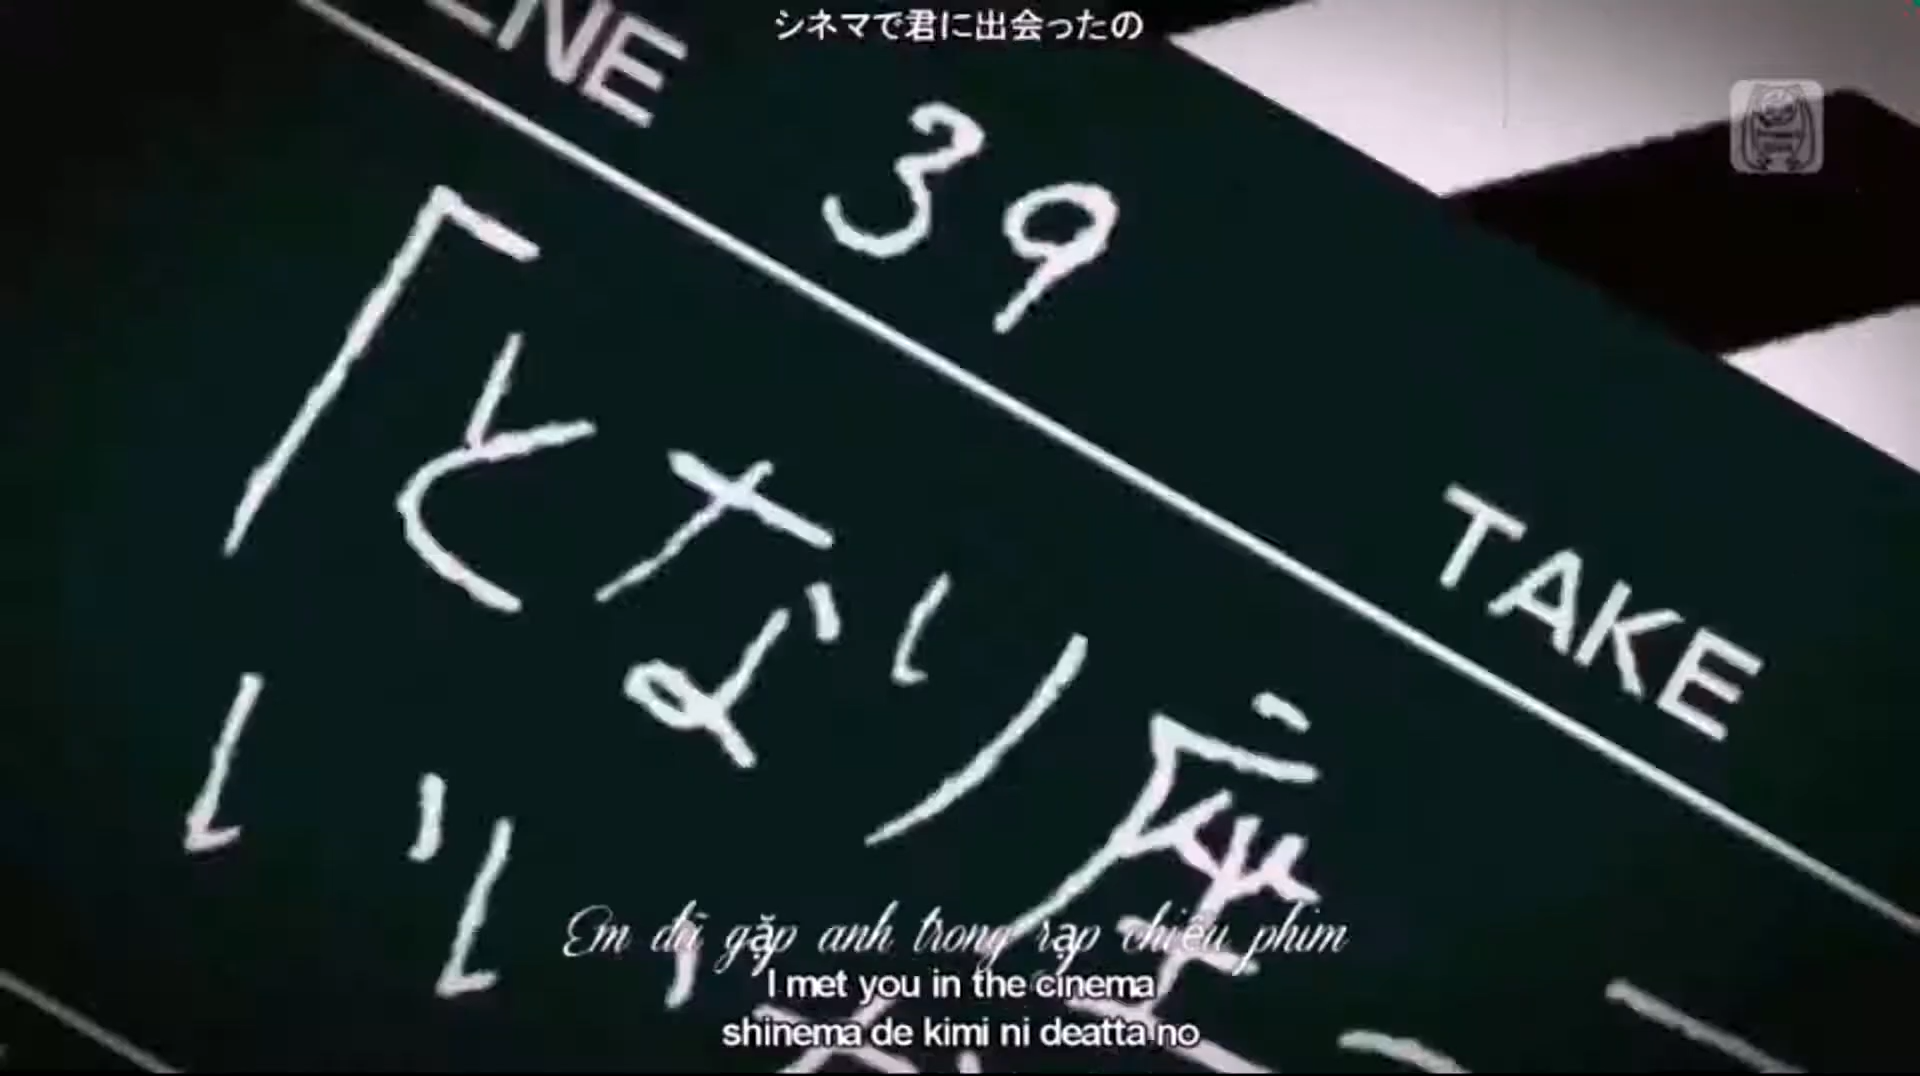 シネマで君に出会ったの
39
TAKE
「となり座
Em đã gặp anh trong rạp chiếu phim
I met you in the cinema
shinema de kimi ni deatta no